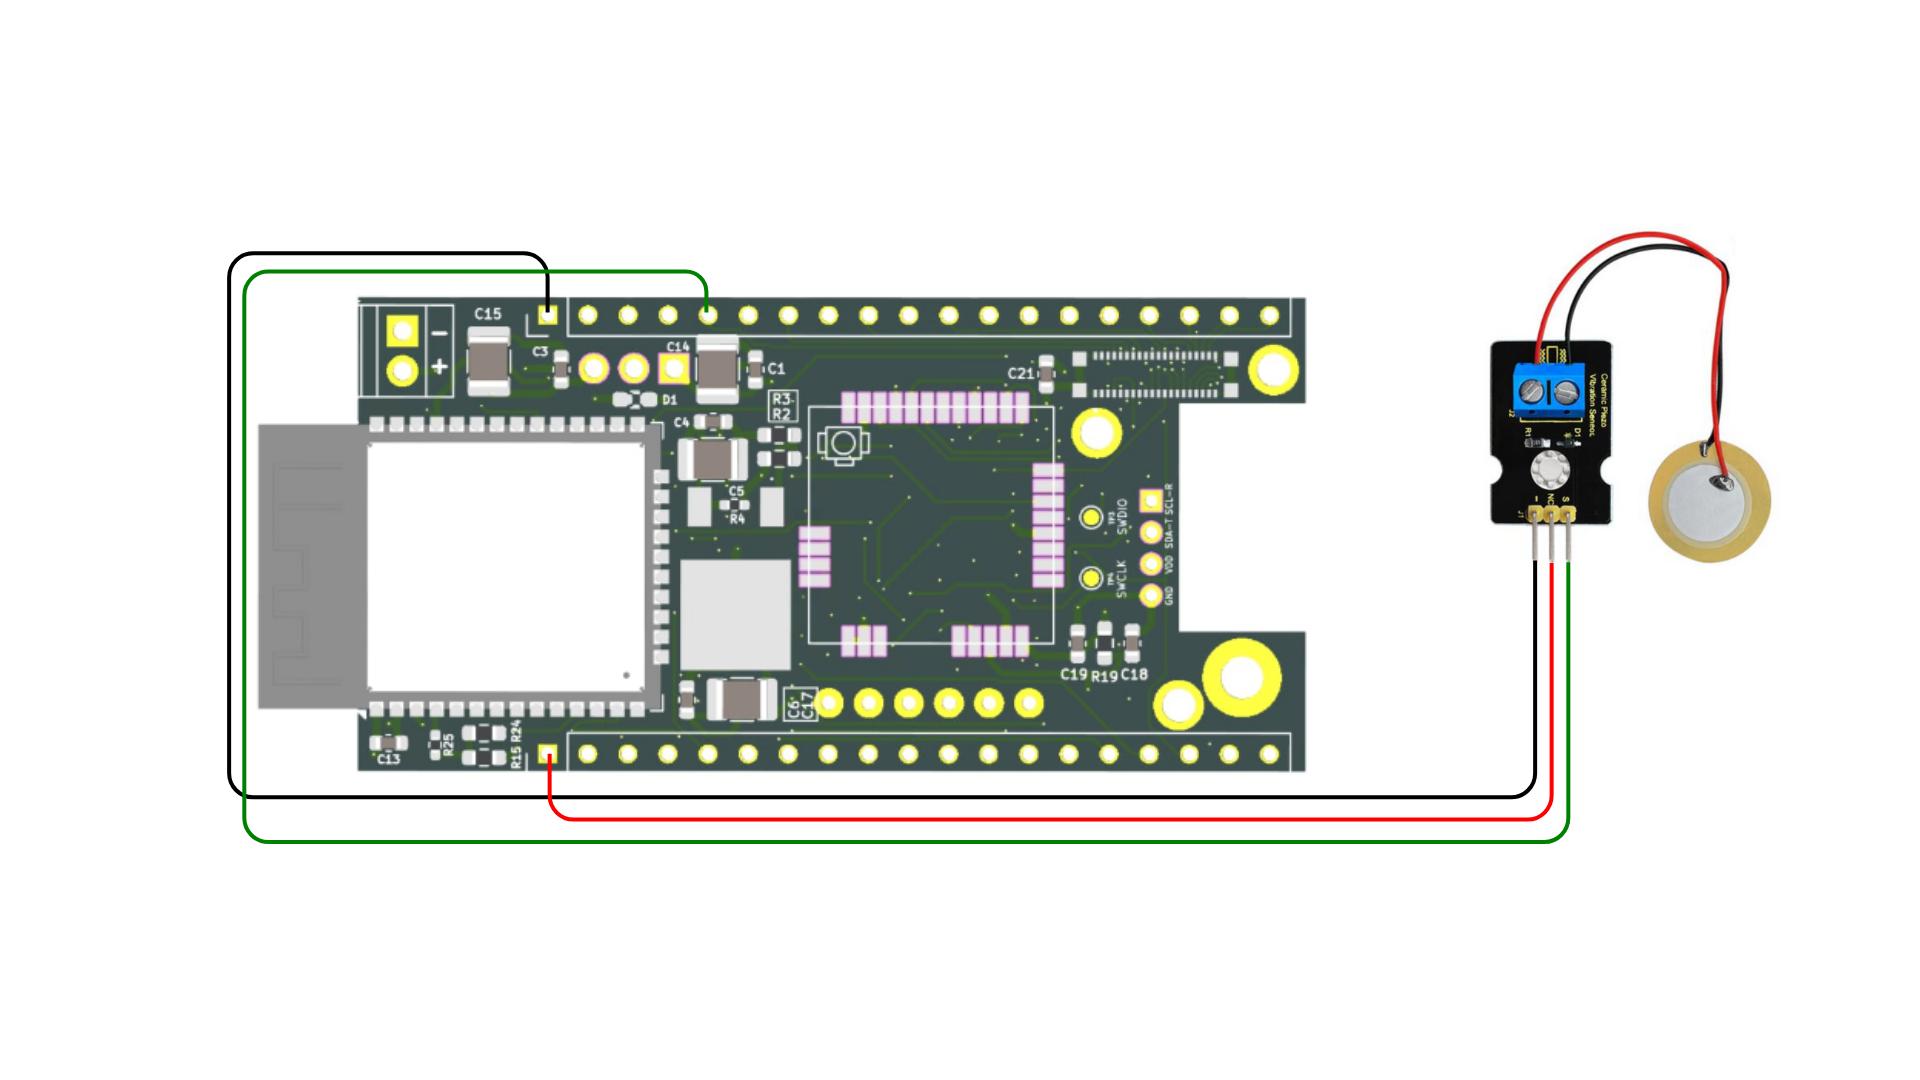 C15
−
+
C3
C14
C1
D1
R3
R2
C4
C5
R4
C21
SWDIO
TP3
SWCLK
TP4
SCL-R
SDA-T
VDD
GND
C19
R19
C18
C6
C17
C13
R25
R24
R15
Ceramic Piezo
Vibration Sensor
J2
R1
D1
-
NC
S
J1